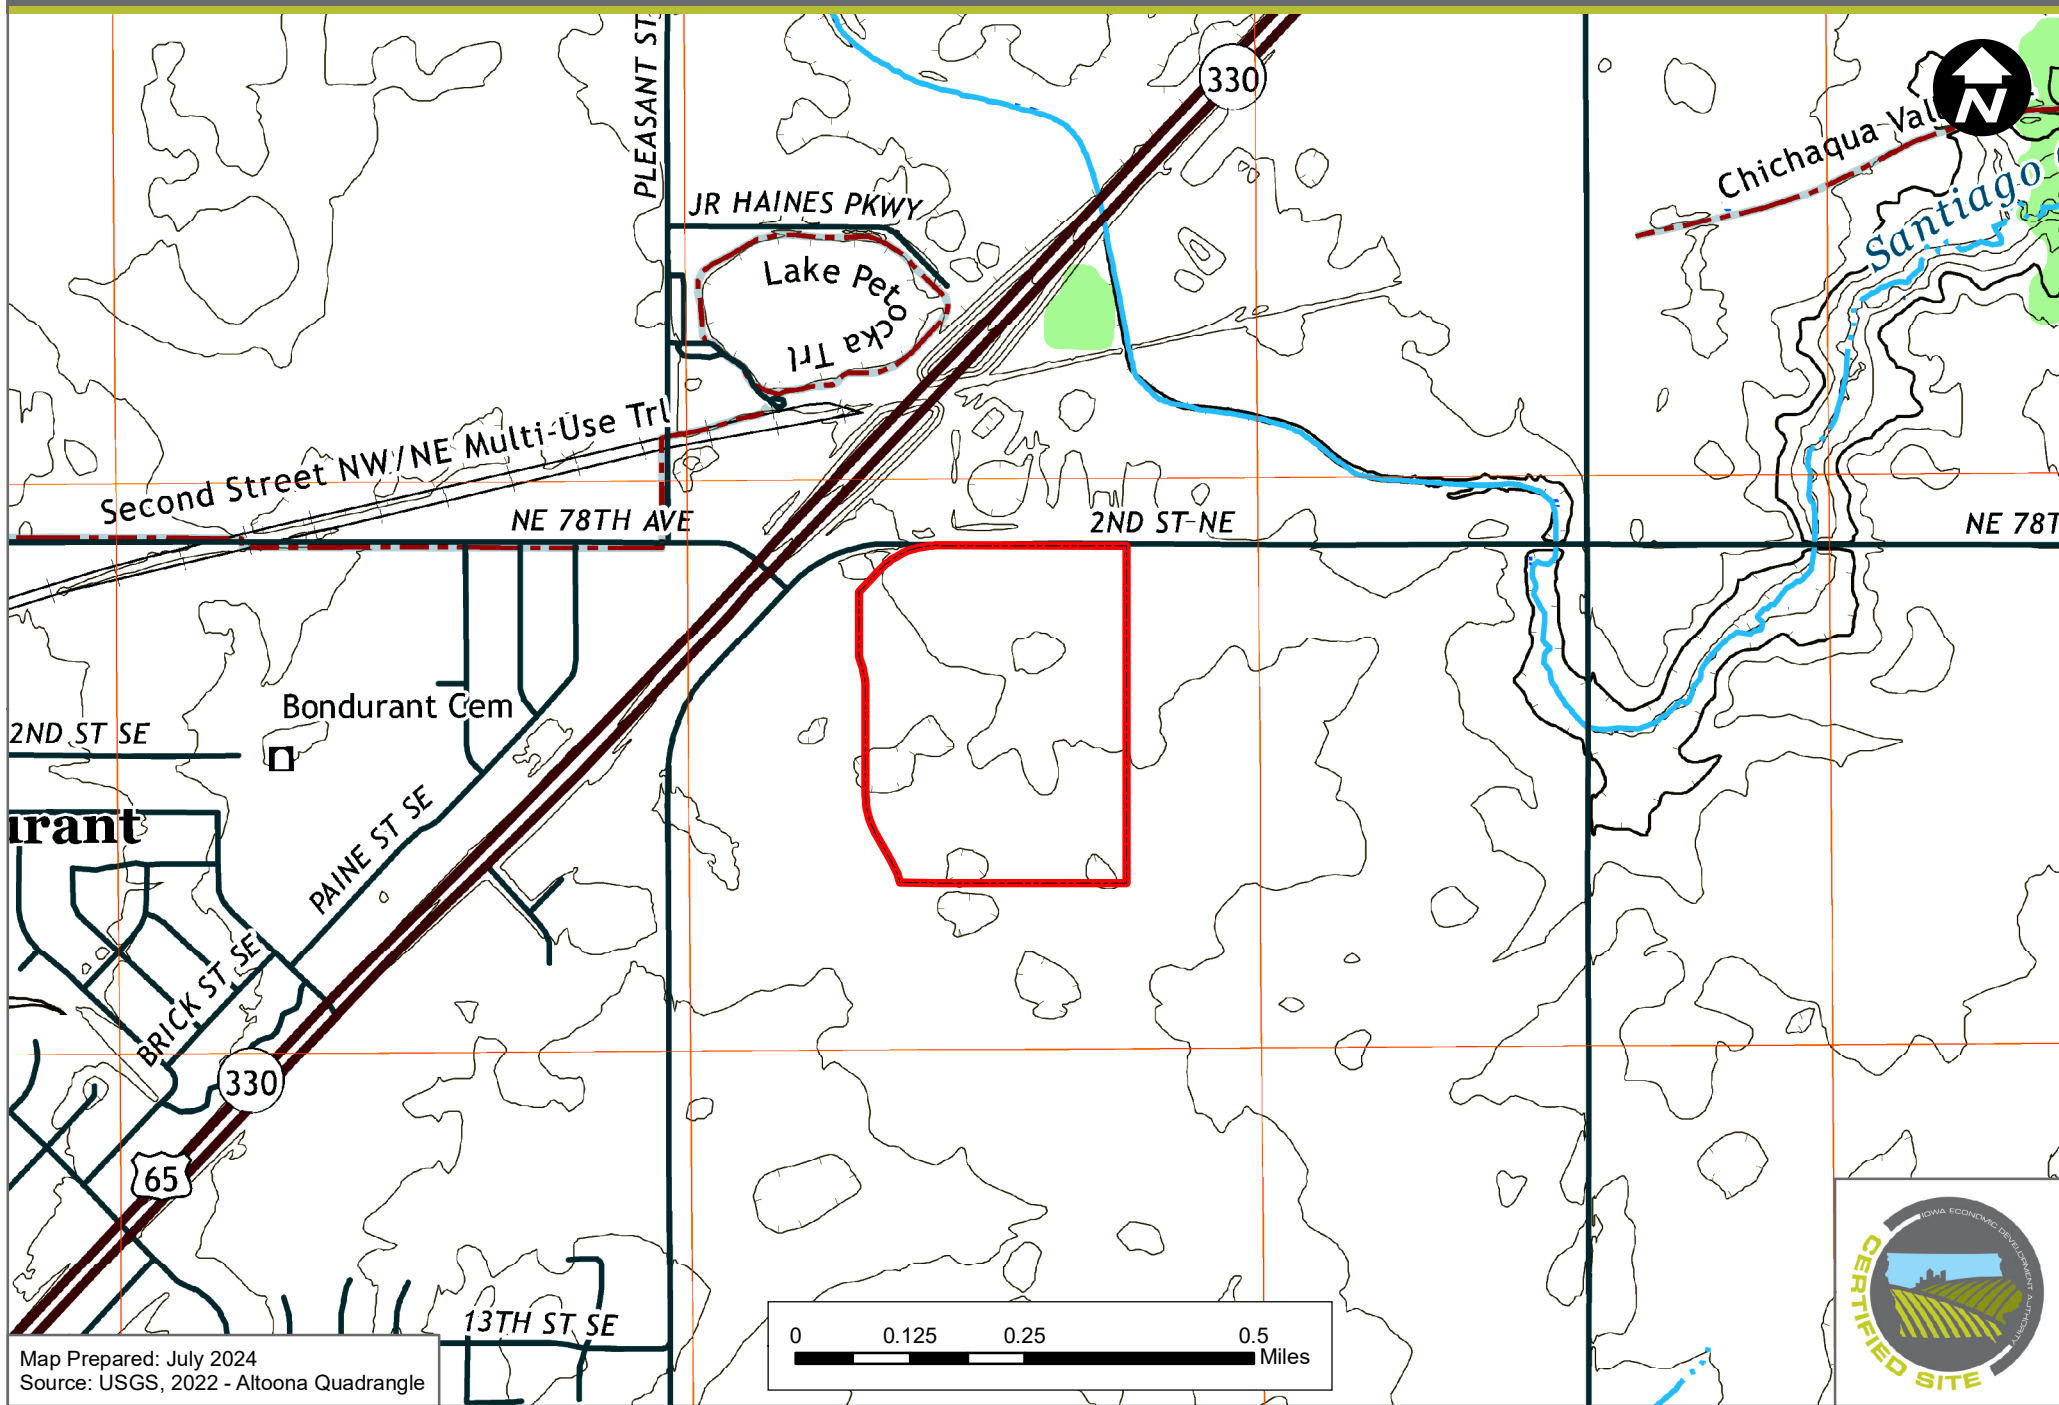 PLEASANT ST
330
N
Chichaqua Val
Santiago
JR HAINES PKWY
Lake Petocka Trl
Second Street NW/NE Multi-Use Trl
NE 78TH AVE
2ND ST NE
NE 78T
Bondurant Cem
2ND ST SE
urant
PAINE ST SE
BRICK ST SE
330
65
13TH ST SE
0 0.125 0.25 0.5
Miles
Map Prepared: July 2024
Source: USGS, 2022 - Altoona Quadrangle
IOWA ECONOMIC DEVELOPMENT AUTHORITY
CERTIFIED SITE